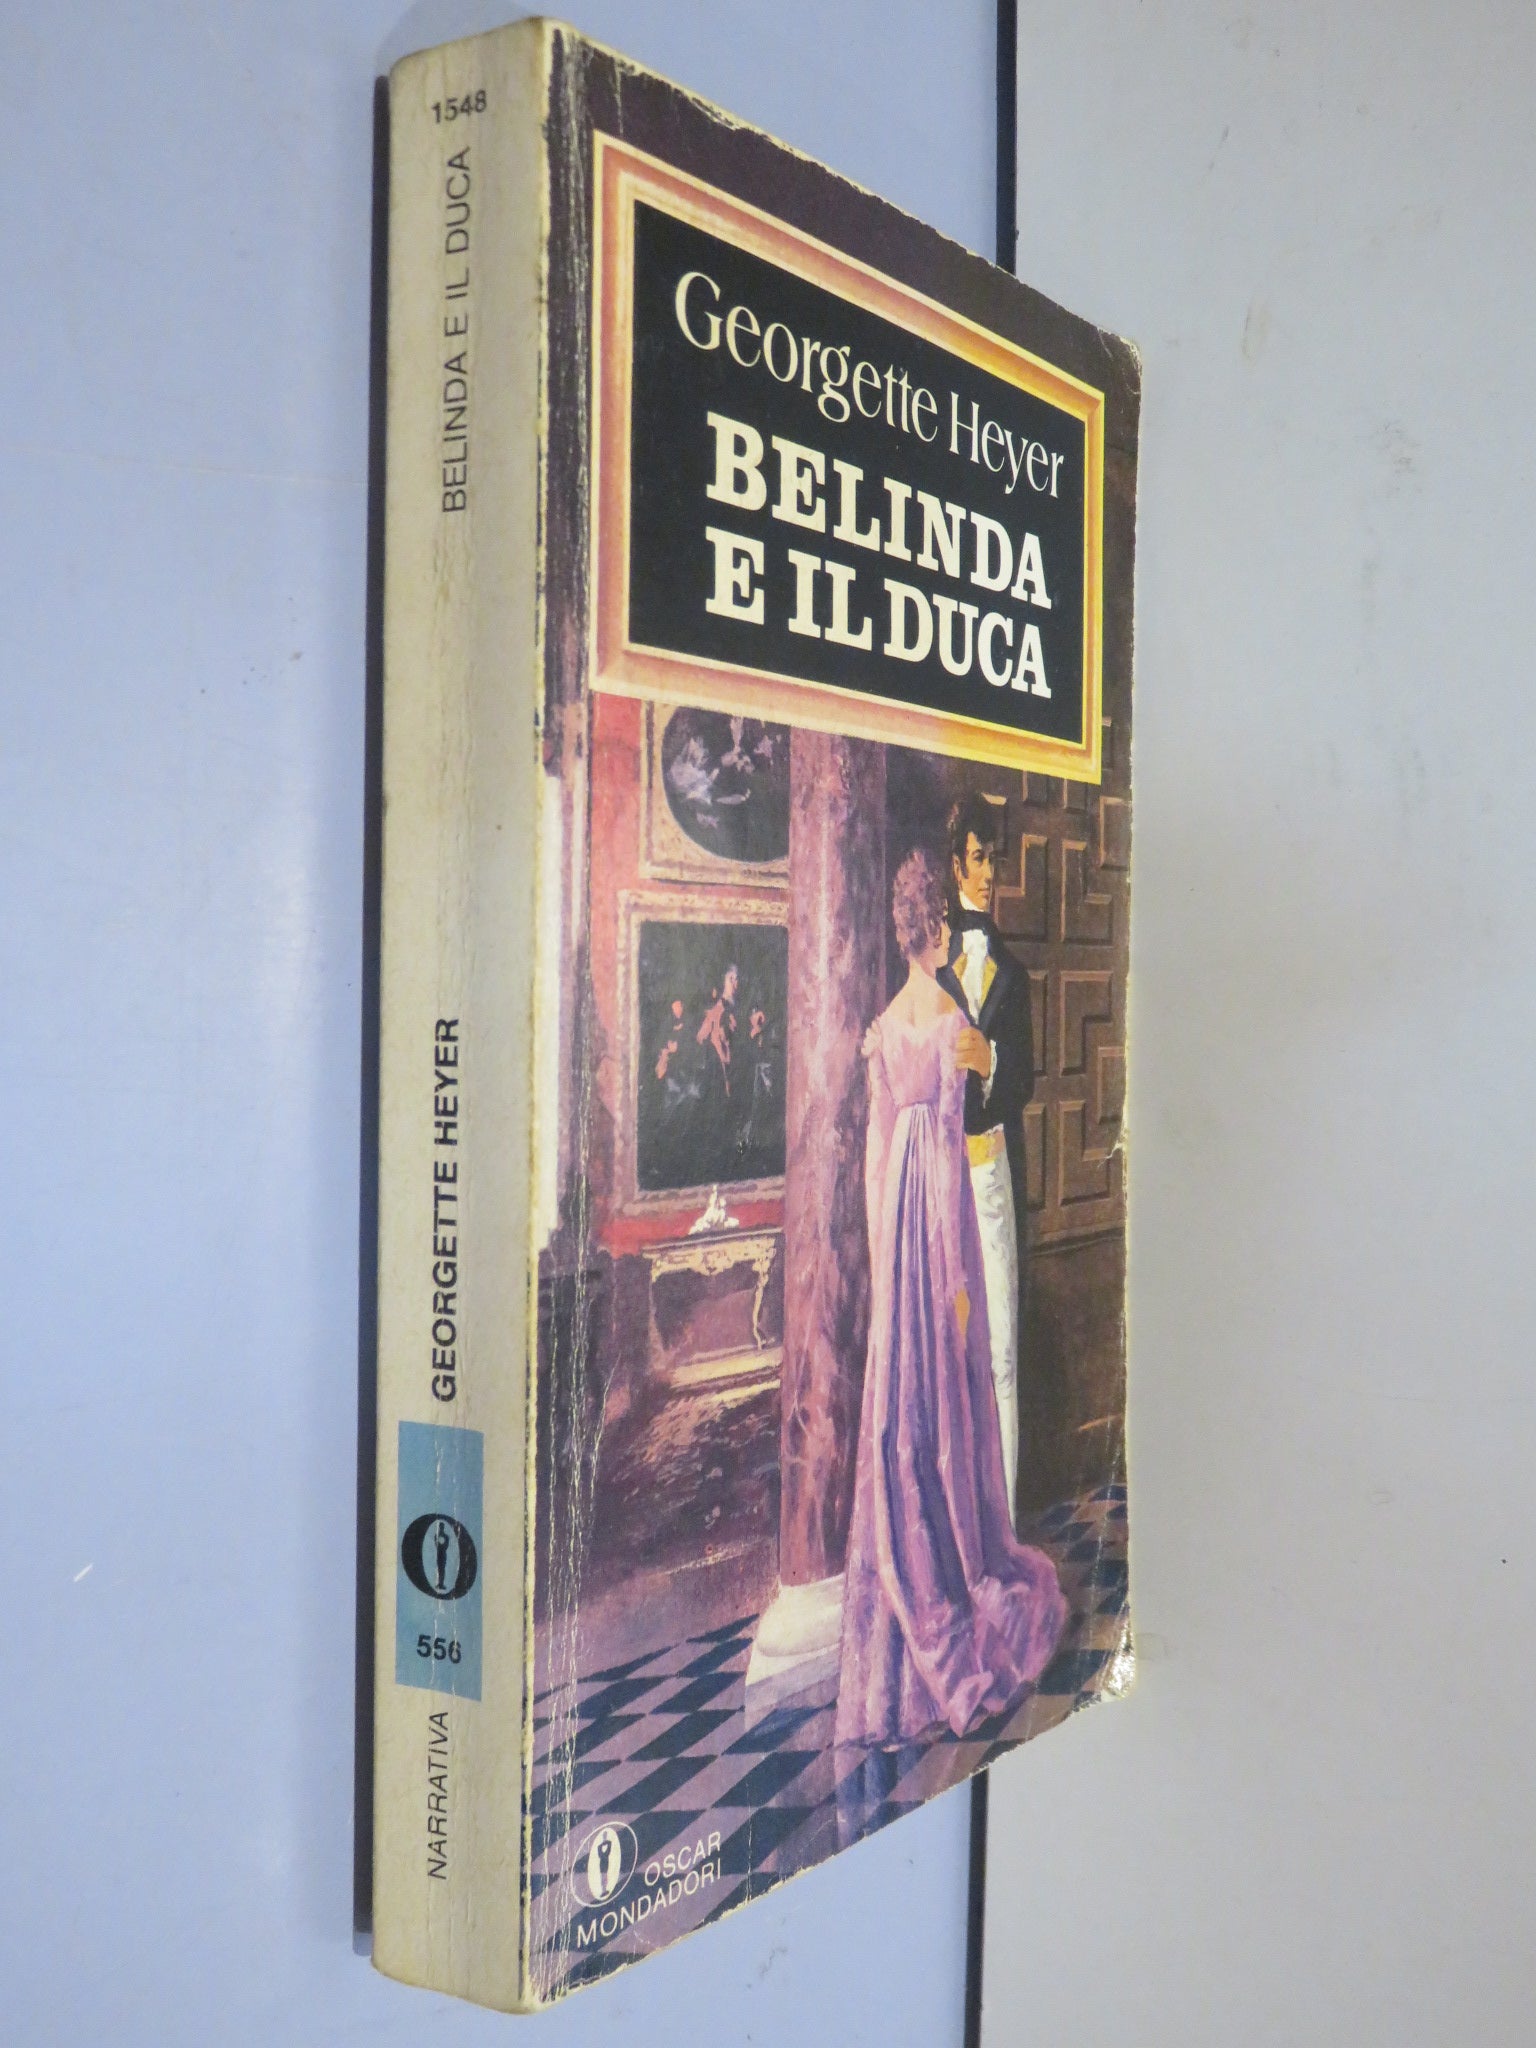 1548
BELINDA E IL DUCA
GEORGETTE HEYER
556
NARRATIVA
Georgette Heyer
BELINDA
E IL DUCA
OSCAR
MONDADORI